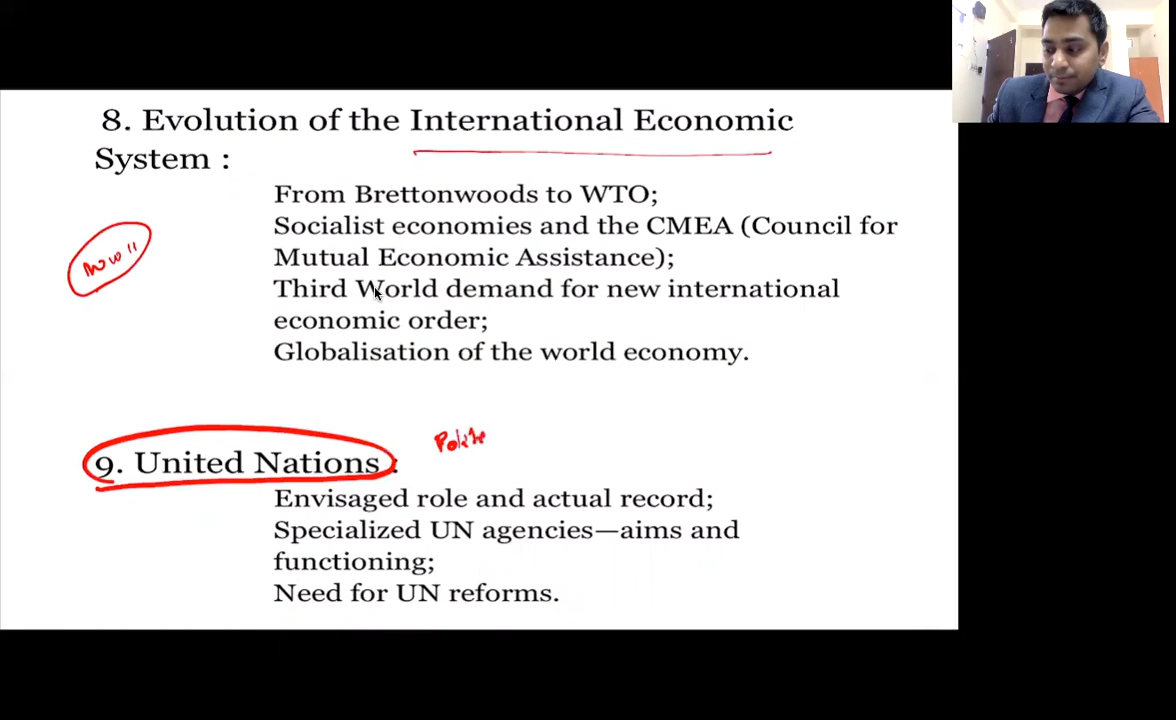 8. Evolution of the International Economic
System :
From Brettonwoods to WTO;
Socialist economies and the CMEA (Council for
Mutual Economic Assistance);
Third World demand for new international
economic order;
Globalisation of the world economy.
9. United Nations :
Envisaged role and actual record;
Specialized UN agencies—aims and
functioning;
Need for UN reforms.